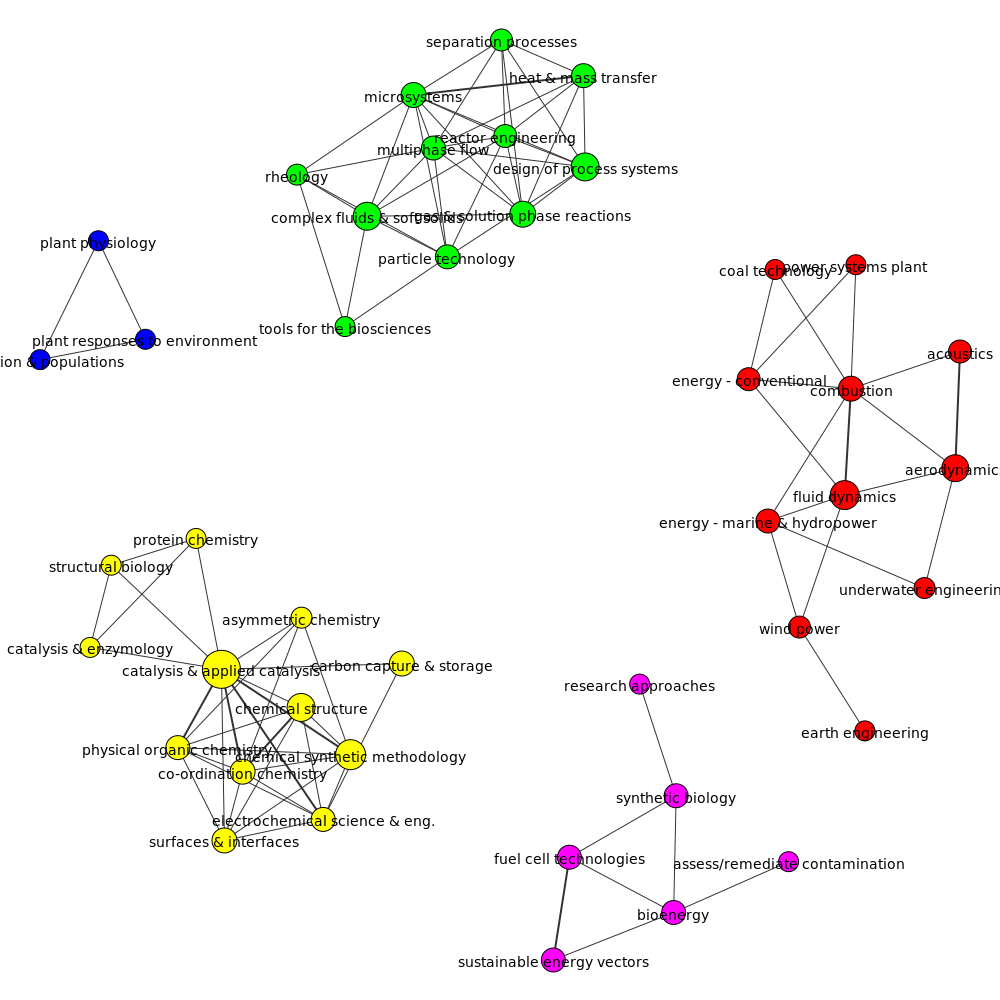 separation processes
heat & mass transfer
microsystems
reactor engineering
multiphase flow
design of process systems
rheology
complex fluids & soft solids
gas & solution phase reactions
particle technology
tools for the biosciences
plant physiology
plant responses to environment
ion & populations
coal technology
power systems plant
acoustics
energy - conventional
combustion
aerodynamics
fluid dynamics
energy - marine & hydropower
underwater engineerin
wind power
earth engineering
protein chemistry
structural biology
asymmetric chemistry
catalysis & enzymology
catalysis & applied catalysis
carbon capture & storage
chemical structure
physical organic chemistry
chemical synthetic methodology
co-ordination chemistry
electrochemical science & eng.
surfaces & interfaces
research approaches
synthetic biology
fuel cell technologies
assess/remediate contamination
bioenergy
sustainable energy vectors